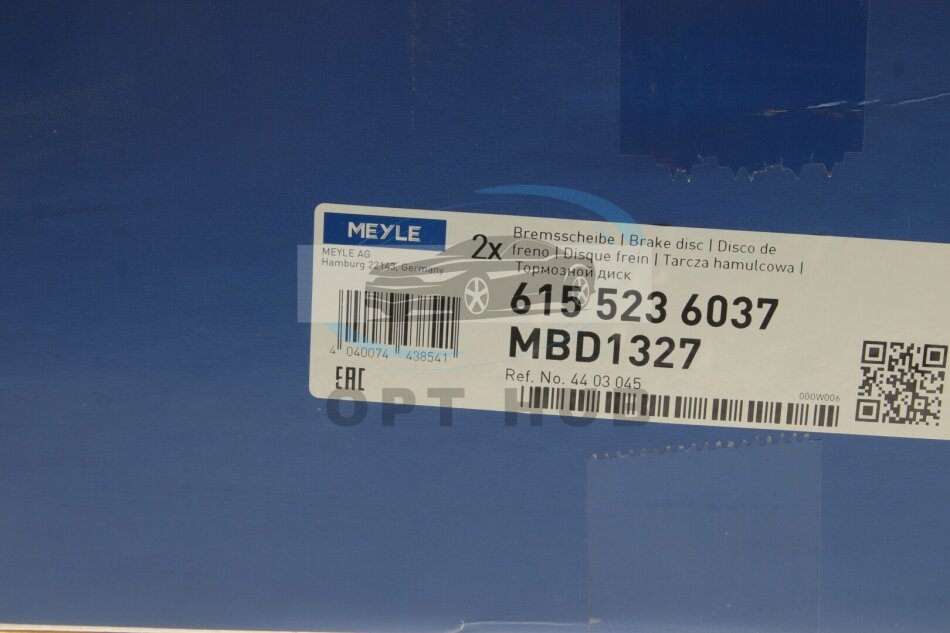 MEYLE
MEYLE AG
Hamburg 22143, Germany
2x
Bremsscheibe | Brake disc | Disco de
freno | Disque frein | Tarcza hamulcowa |
Тормозной диск
615 523 6037
MBD1327
Ref. No. 44 03 045
4 040074 438541
EAC
000W006
OPT HUB